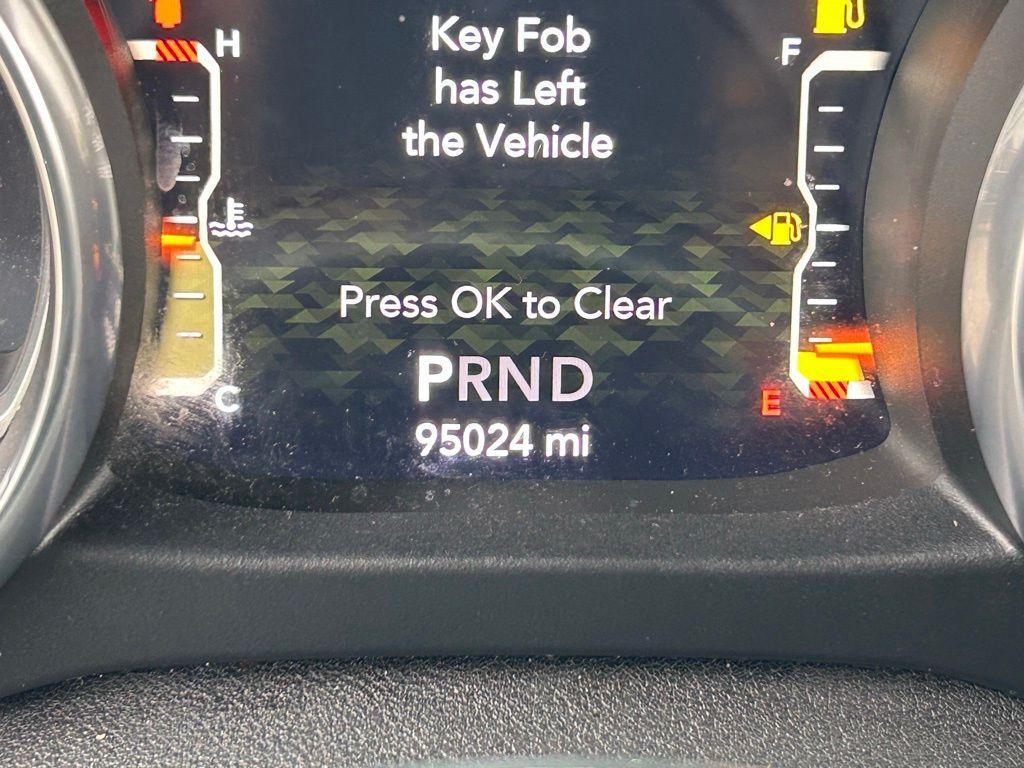 H
F
Key Fob
has Left
the Vehicle
Press OK to Clear
PRND
C
E
95024 mi